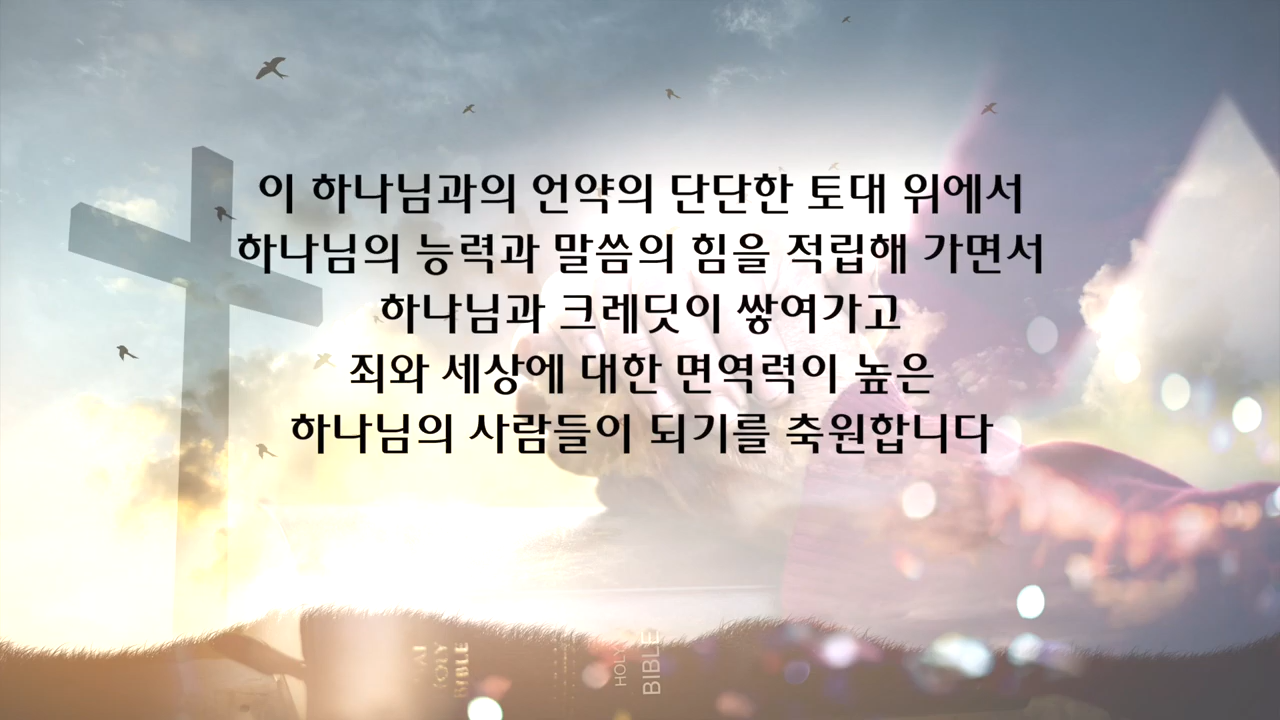 이 하나님과의 언약의 단단한 토대 위에서
하나님의 능력과 말씀의 힘을 적립해 가면서
하나님과 크레딧이 쌓여가고
죄와 세상에 대한 면역력이 높은
하나님의 사람들이 되기를 축원합니다
HOLY
BIBLE
HOLY
BIBLE